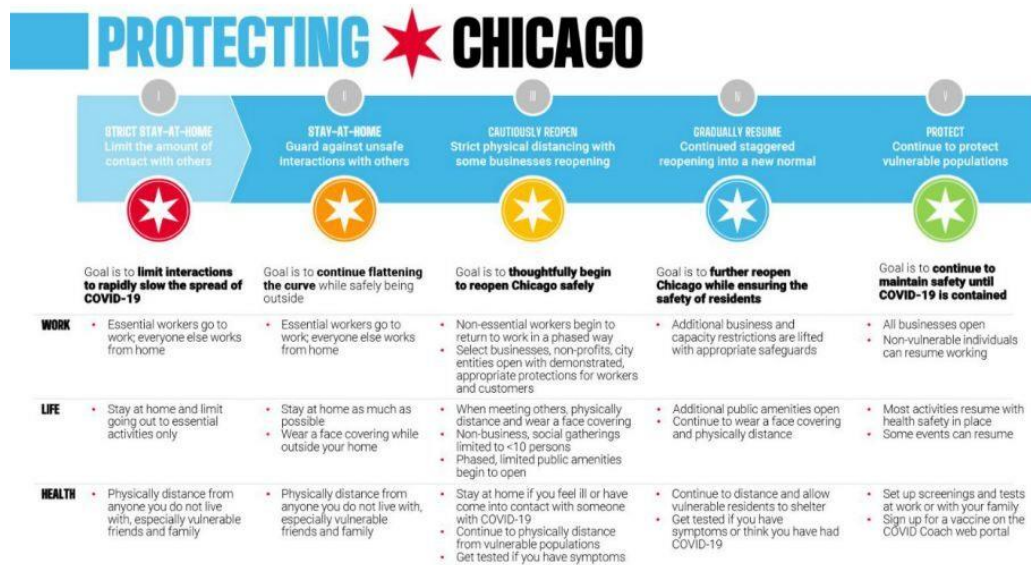 PROTECTING CHICAGO
I
STRICT STAY-AT-HOME
Limit the amount of
contact with others
II
STAY-AT-HOME
Guard against unsafe
interactions with others
III
CAUTIOUSLY REOPEN
Strict physical distancing with
some businesses reopening
IV
GRADUALLY RESUME
Continued staggered
reopening into a new normal
V
PROTECT
Continue to protect
vulnerable populations
Goal is to limit interactions
to rapidly slow the spread of
COVID-19
Goal is to continue flattening
the curve while safely being
outside
Goal is to thoughtfully begin
to reopen Chicago safely
Goal is to further reopen
Chicago while ensuring the
safety of residents
Goal is to continue to
maintain safety until
COVID-19 is contained
WORK
• Essential workers go to
work; everyone else works
from home
• Essential workers go to
work; everyone else works
from home
• Non-essential workers begin to
return to work in a phased way
• Select businesses, non-profits, city
entities open with demonstrated,
appropriate protections for workers
and customers
• Additional business and
capacity restrictions are lifted
with appropriate safeguards
• All businesses open
• Non-vulnerable individuals
can resume working
LIFE
• Stay at home and limit
going out to essential
activities only
• Stay at home as much as
possible
• Wear a face covering while
outside your home
• When meeting others, physically
distance and wear a face covering
• Non-business, social gatherings
limited to <10 persons
• Phased, limited public amenities
begin to open
• Additional public amenities open
• Continue to wear a face covering
and physically distance
• Most activities resume with
health safety in place
• Some events can resume
HEALTH
• Physically distance from
anyone you do not live
with, especially vulnerable
friends and family
• Physically distance from
anyone you do not live with,
especially vulnerable
friends and family
• Stay at home if you feel ill or have
come into contact with someone
with COVID-19
• Continue to physically distance
from vulnerable populations
• Get tested if you have symptoms
• Continue to distance and allow
vulnerable residents to shelter
• Get tested if you have
symptoms or think you have had
COVID-19
• Set up screenings and tests
at work or with your family
• Sign up for a vaccine on the
COVID Coach web portal